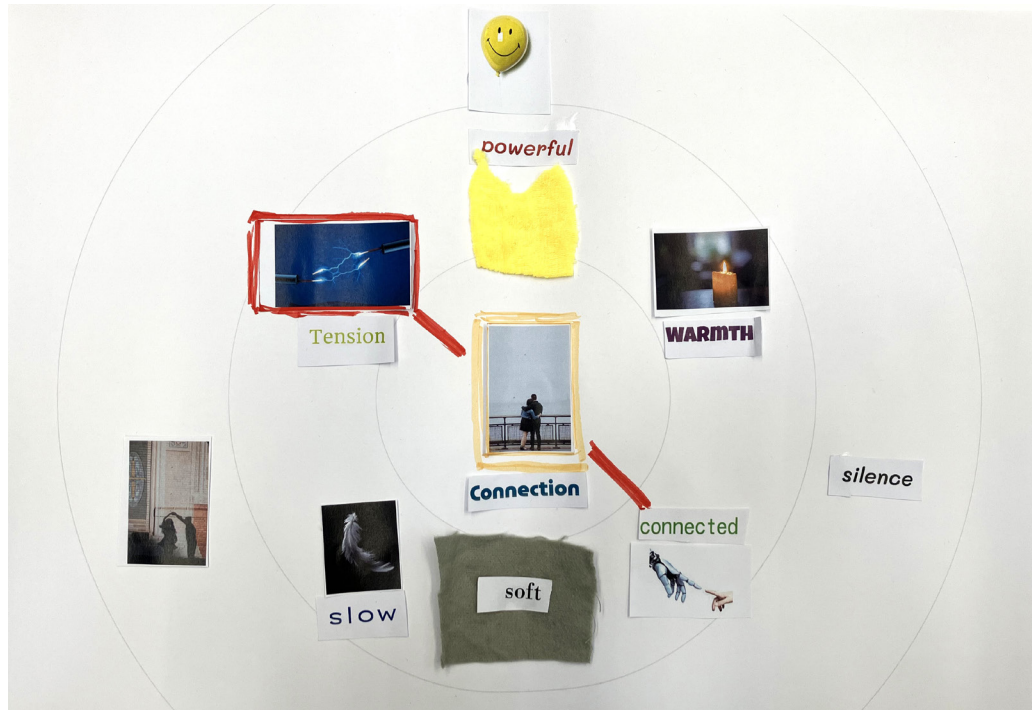 powerful
Tension
WARMTH
Connection
silence
connected
soft
slow